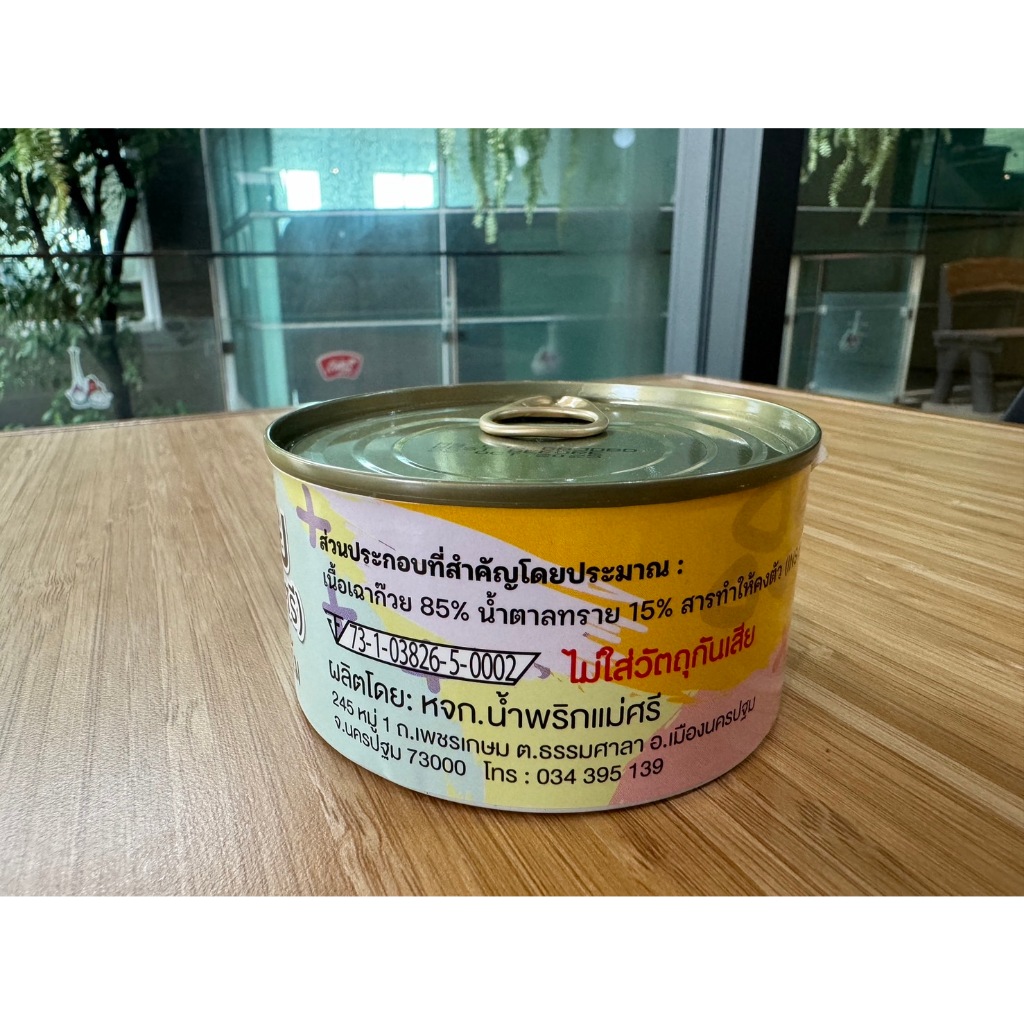 ส่วนประกอบที่สำคัญโดยประมาณ :
เนื้อเฉาก๊วย 85% น้ำตาลทราย 15% สารทำให้คงตัว
73-1-03826-5-0002
ไม่ใส่วัตถุกันเสีย
ผลิตโดย: หจก.น้ำพริกแม่ศรี
245 หมู่ 1 ถ.เพชรเกษม ต.ธรรมศาลา อ.เมืองนครปฐม
จ.นครปฐม 73000 โทร : 034 395 139